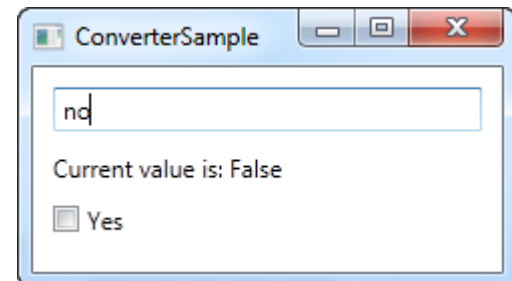 ConverterSample
no
Current value is: False
Yes